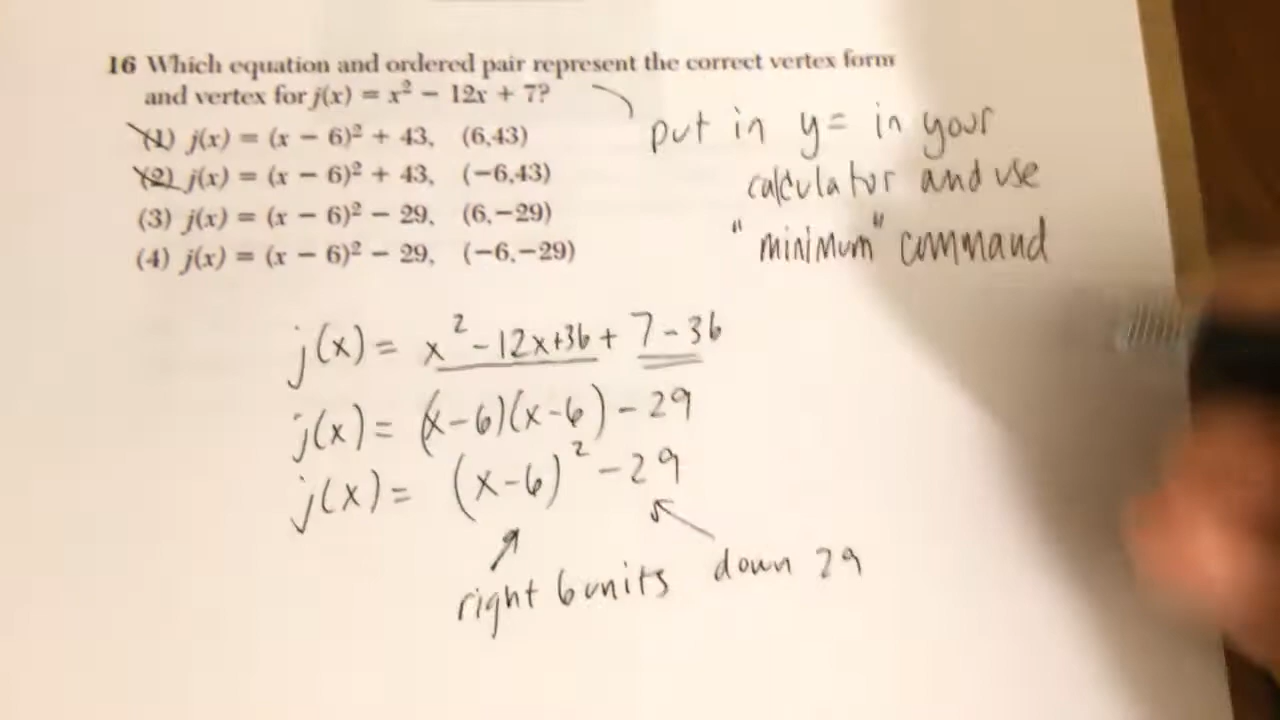 16 Which equation and ordered pair represent the correct vertex form
and vertex for j(x) = x² − 12x + 7?
(1) j(x) = (x − 6)² + 43, (6,43)
(2) j(x) = (x − 6)² + 43, (−6,43)
(3) j(x) = (x − 6)² − 29, (6,−29)
(4) j(x) = (x − 6)² − 29, (−6,−29)
put in y= in your
calculator and use
"minimum" command
j(x) = x² -12x+36 + 7-36
j(x) = (x-6)(x-6) - 29
j(x) = (x-6)² -29
right 6 units down 29